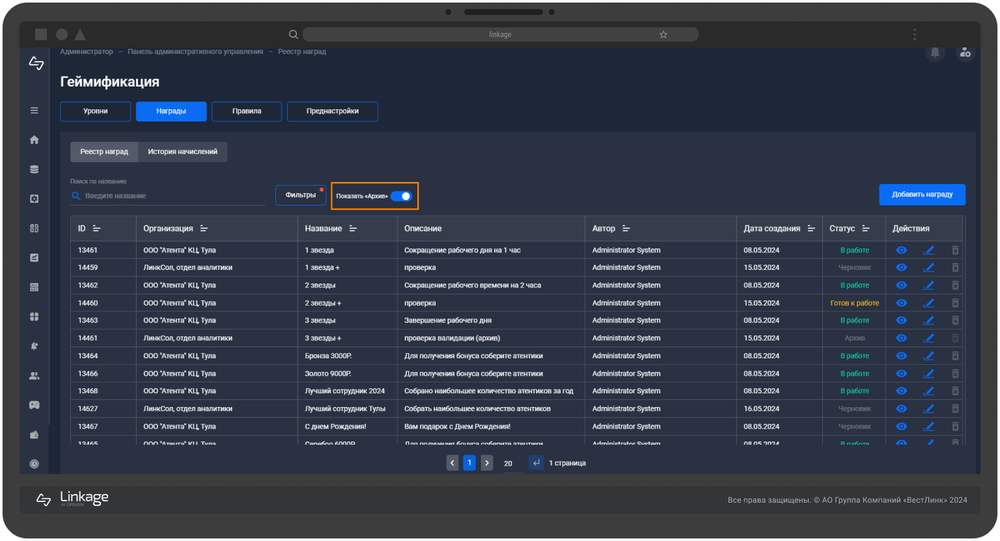 linkage
Администратор – Панель административного управления – Реестр наград
Геймификация
Уровни Награды Правила Преднастройки
Реестр наград История начислений
Поиск по названию
Введите название Фильтры Показать «Архив» Добавить награду
ID Организация Название Описание Автор Дата создания Статус Действия
13461 ООО "Атента" КЦ, Тула 1 звезда Сокращение рабочего дня на 1 час Administrator System 08.05.2024 В работе
14459 ЛинкСол, отдел аналитики 1 звезда + проверка Administrator System 15.05.2024 Черновик
13462 ООО "Атента" КЦ, Тула 2 звезды Сокращение рабочего времени на 2 часа Administrator System 08.05.2024 В работе
14460 ООО "Атента" КЦ, Тула 2 звезды + проверка Administrator System 15.05.2024 Готов к работе
13463 ООО "Атента" КЦ, Тула 3 звезды Завершение рабочего дня Administrator System 08.05.2024 В работе
14461 ЛинкСол, отдел аналитики 3 звезды + проверка валидации (архив) Administrator System 15.05.2024 Архив
13464 ООО "Атента" КЦ, Тула Бронза 3000Р. Для получения бонуса соберите атентики Administrator System 08.05.2024 В работе
13466 ООО "Атента" КЦ, Тула Золото 9000Р. Для получения бонуса соберите атентики Administrator System 08.05.2024 В работе
13468 ООО "Атента" КЦ, Тула Лучший сотрудник 2024 Собрано наибольшее количество атентиков за год Administrator System 08.05.2024 В работе
14627 ЛинкСол, отдел аналитики Лучший сотрудник Тулы Собрать наибольшее количество атентиков Administrator System 16.05.2024 Черновик
13467 ООО "Атента" КЦ, Тула С днем Рождения! Вам подарок с Днем Рождения! Administrator System 08.05.2024 Черновик
13465 ООО "Атента" КЦ, Тула Серебро 6000Р. Для получения бонуса соберите атентики Administrator System 08.05.2024 В работе
1 20 1 страница
Linkage
AI DRIVEN
Все права защищены. © АО Группа Компаний «ВестЛинк» 2024